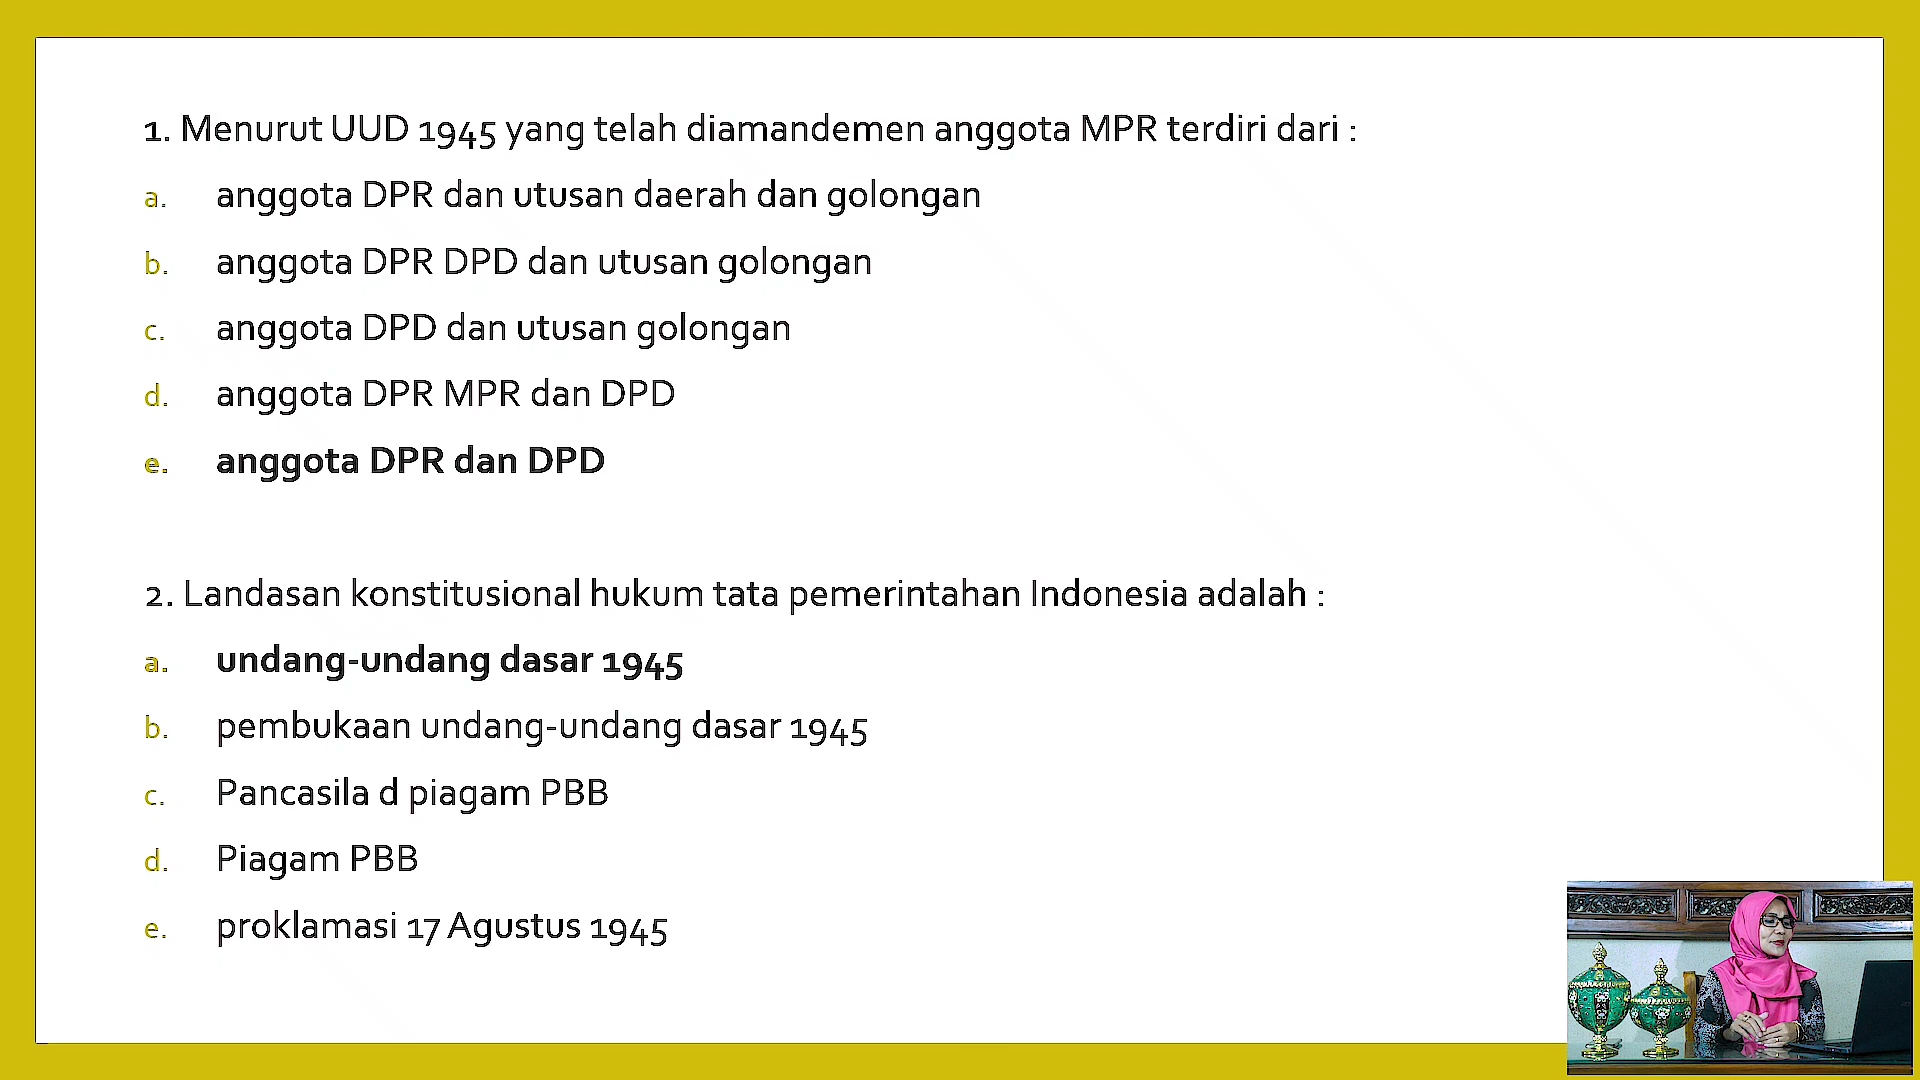 1. Menurut UUD 1945 yang telah diamandemen anggota MPR terdiri dari :
a. anggota DPR dan utusan daerah dan golongan
b. anggota DPR DPD dan utusan golongan
c. anggota DPD dan utusan golongan
d. anggota DPR MPR dan DPD
e. anggota DPR dan DPD
2. Landasan konstitusional hukum tata pemerintahan Indonesia adalah :
a. undang-undang dasar 1945
b. pembukaan undang-undang dasar 1945
c. Pancasila d piagam PBB
d. Piagam PBB
e. proklamasi 17 Agustus 1945